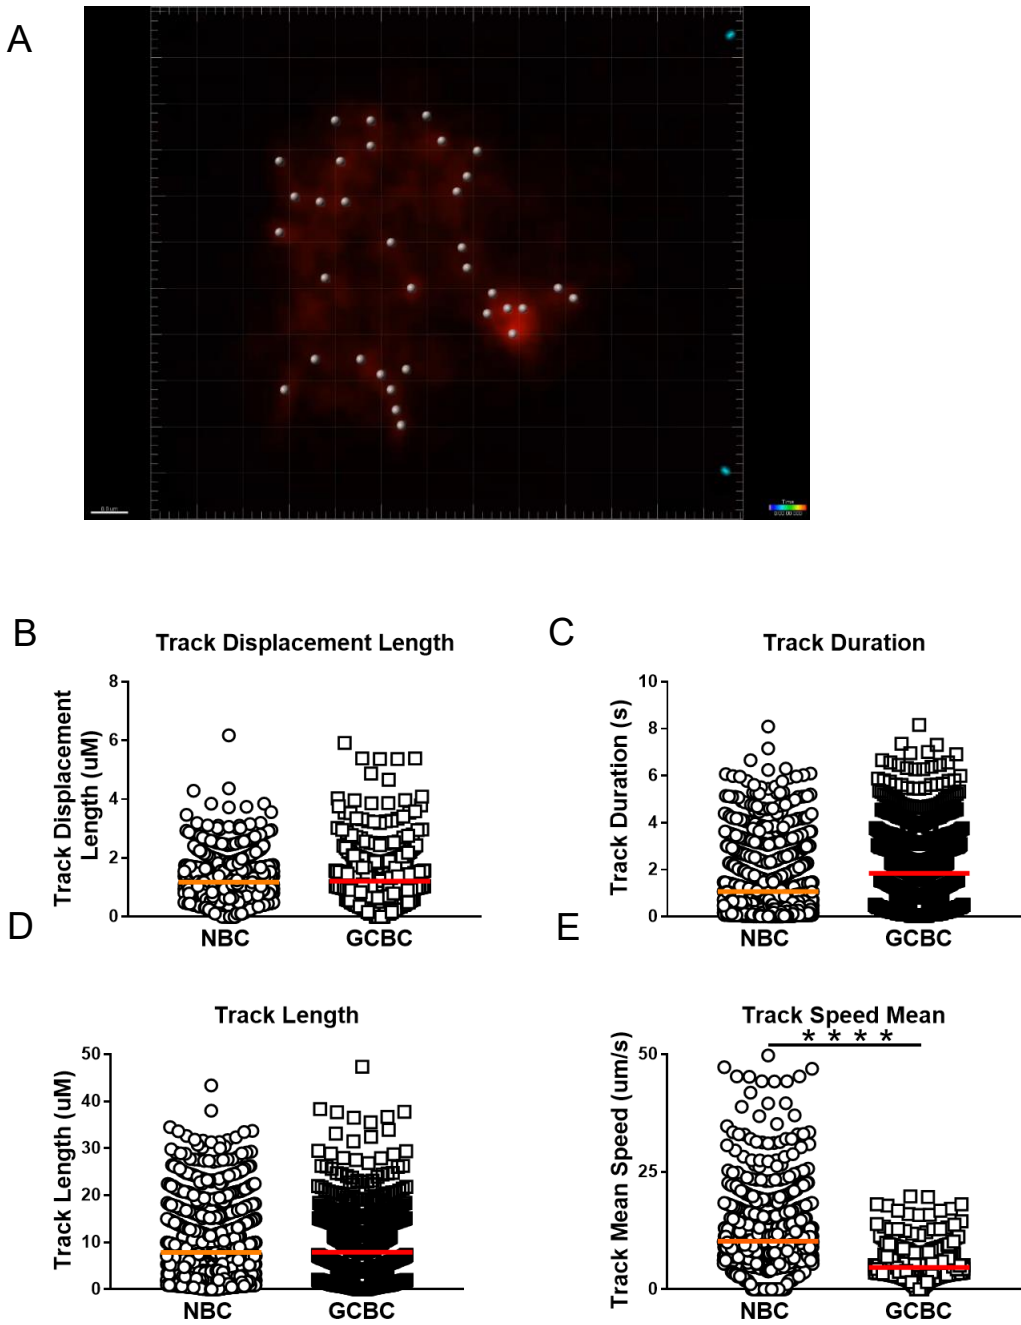 A
Time
B
Track Displacement Length
Track Displacement
Length (uM)
8
6
4
2
0
NBC
GCBC
C
Track Duration
Track Duration (s)
10
8
6
4
2
0
NBC
GCBC
D
Track Length
Track Length (uM)
50
40
30
20
10
0
NBC
GCBC
E
Track Speed Mean
* * * *
Track Mean Speed (um/s)
50
25
0
NBC
GCBC